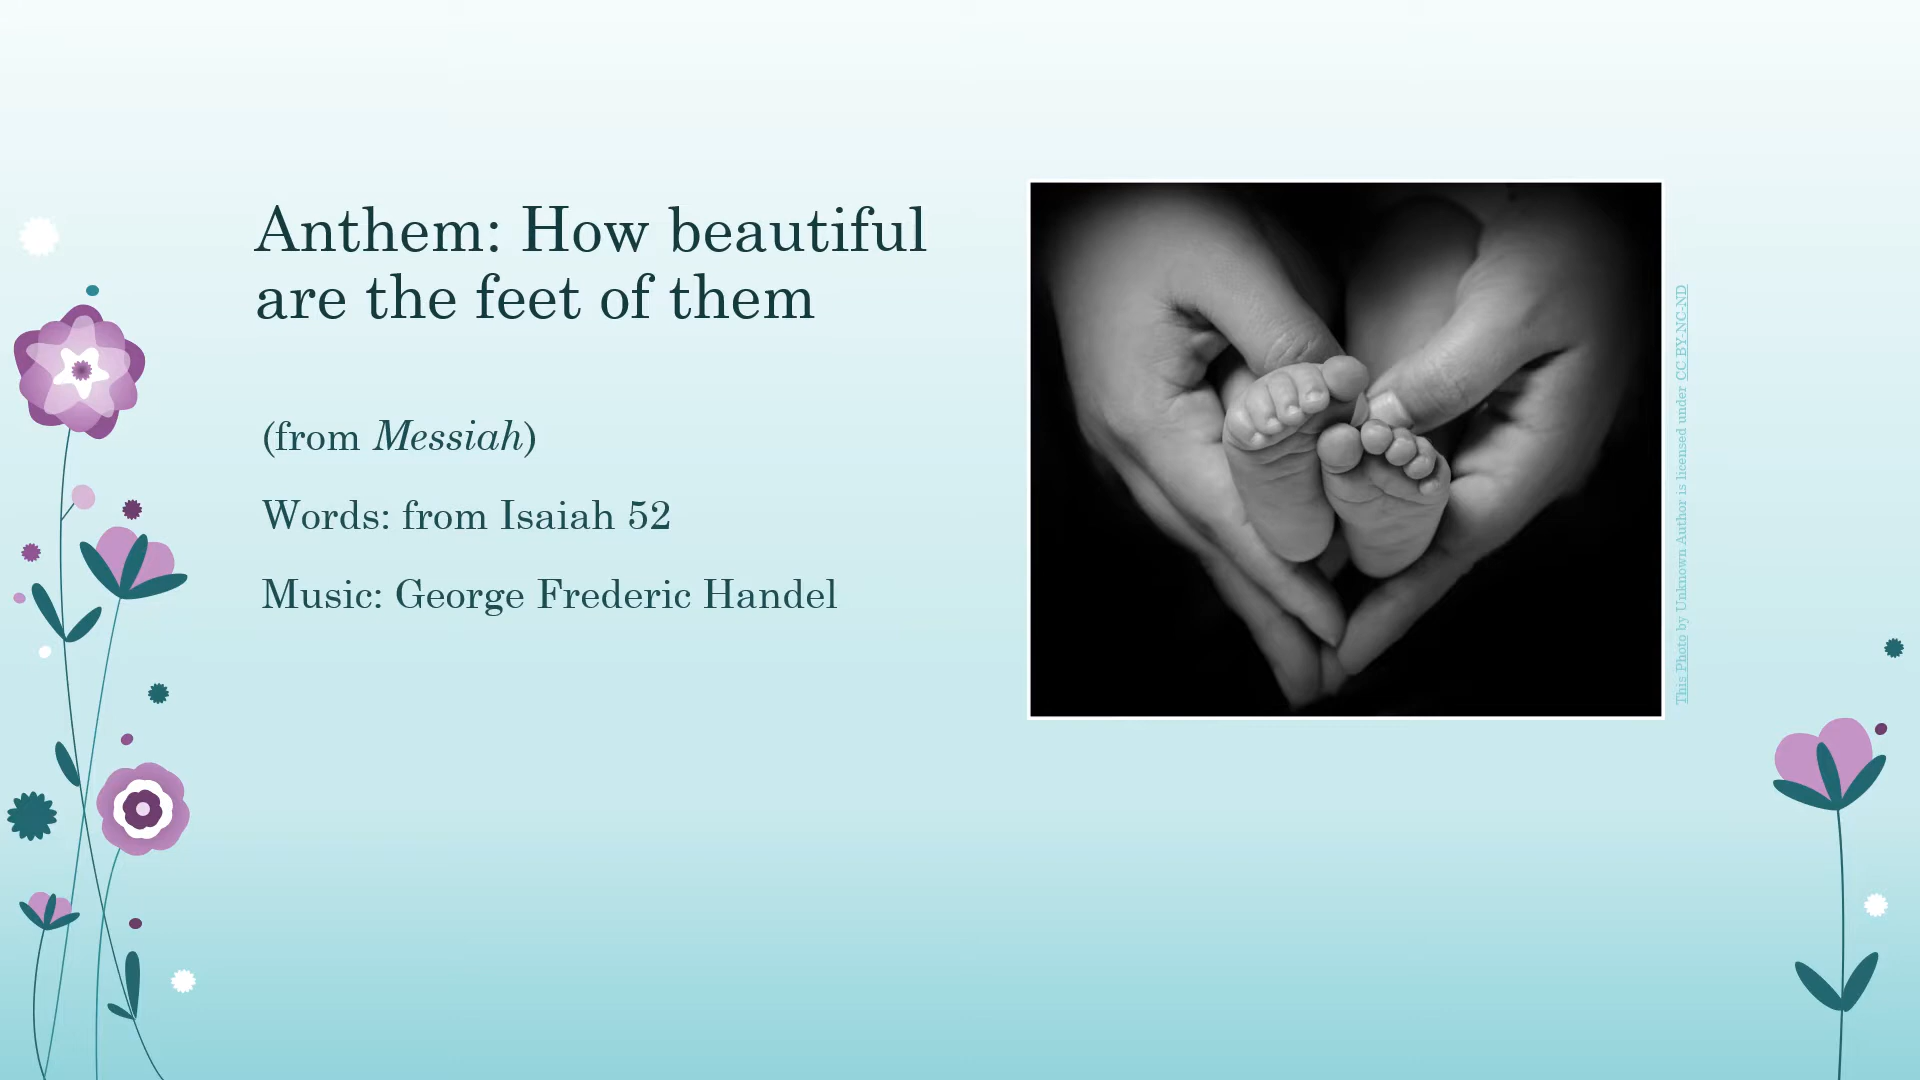 Anthem: How beautiful
are the feet of them
(from Messiah)
Words: from Isaiah 52
Music: George Frederic Handel
This Photo by Unknown Author is licensed under CC BY-NC-ND